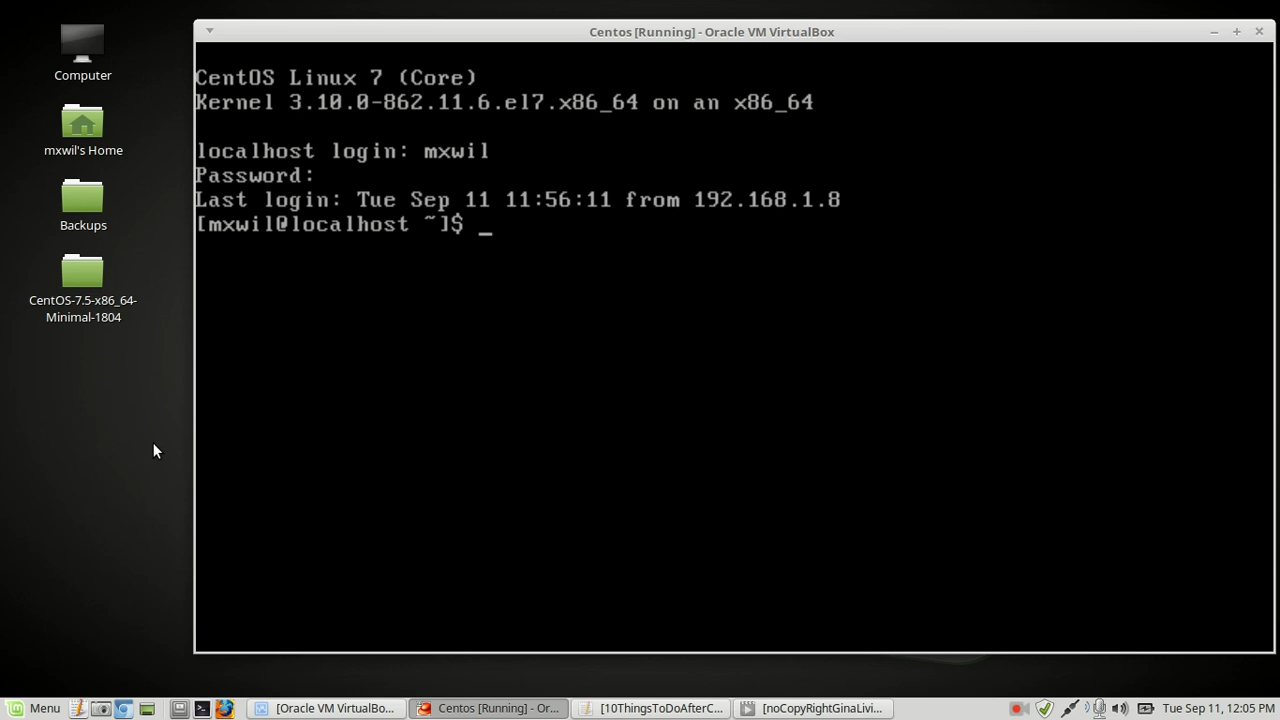 Computer
mxwil's Home
Backups
CentOS-7.5-x86_64-
Minimal-1804
Centos [Running] - Oracle VM VirtualBox
CentOS Linux 7 (Core)
Kernel 3.10.0-862.11.6.el7.x86_64 on an x86_64
localhost login: mxwil
Password:
Last login: Tue Sep 11 11:56:11 from 192.168.1.8
[mxwil@localhost ~]$ _
Menu
[Oracle VM VirtualBo...
Centos [Running] - Or...
[10ThingsToDoAfterC...
[noCopyRightGladLivi...
Tue Sep 11, 12:05 PM